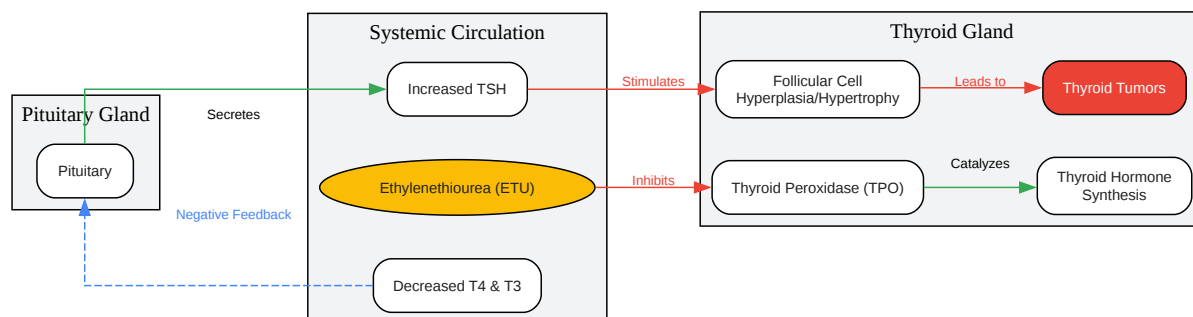 Pituitary Gland
Pituitary
Secretes
Negative Feedback
Systemic Circulation
Increased TSH
Ethylenethiourea (ETU)
Decreased T4 & T3
Stimulates
Inhibits
Thyroid Gland
Follicular Cell
Hyperplasia/Hypertrophy
Leads to
Thyroid Tumors
Thyroid Peroxidase (TPO)
Catalyzes
Thyroid Hormone
Synthesis